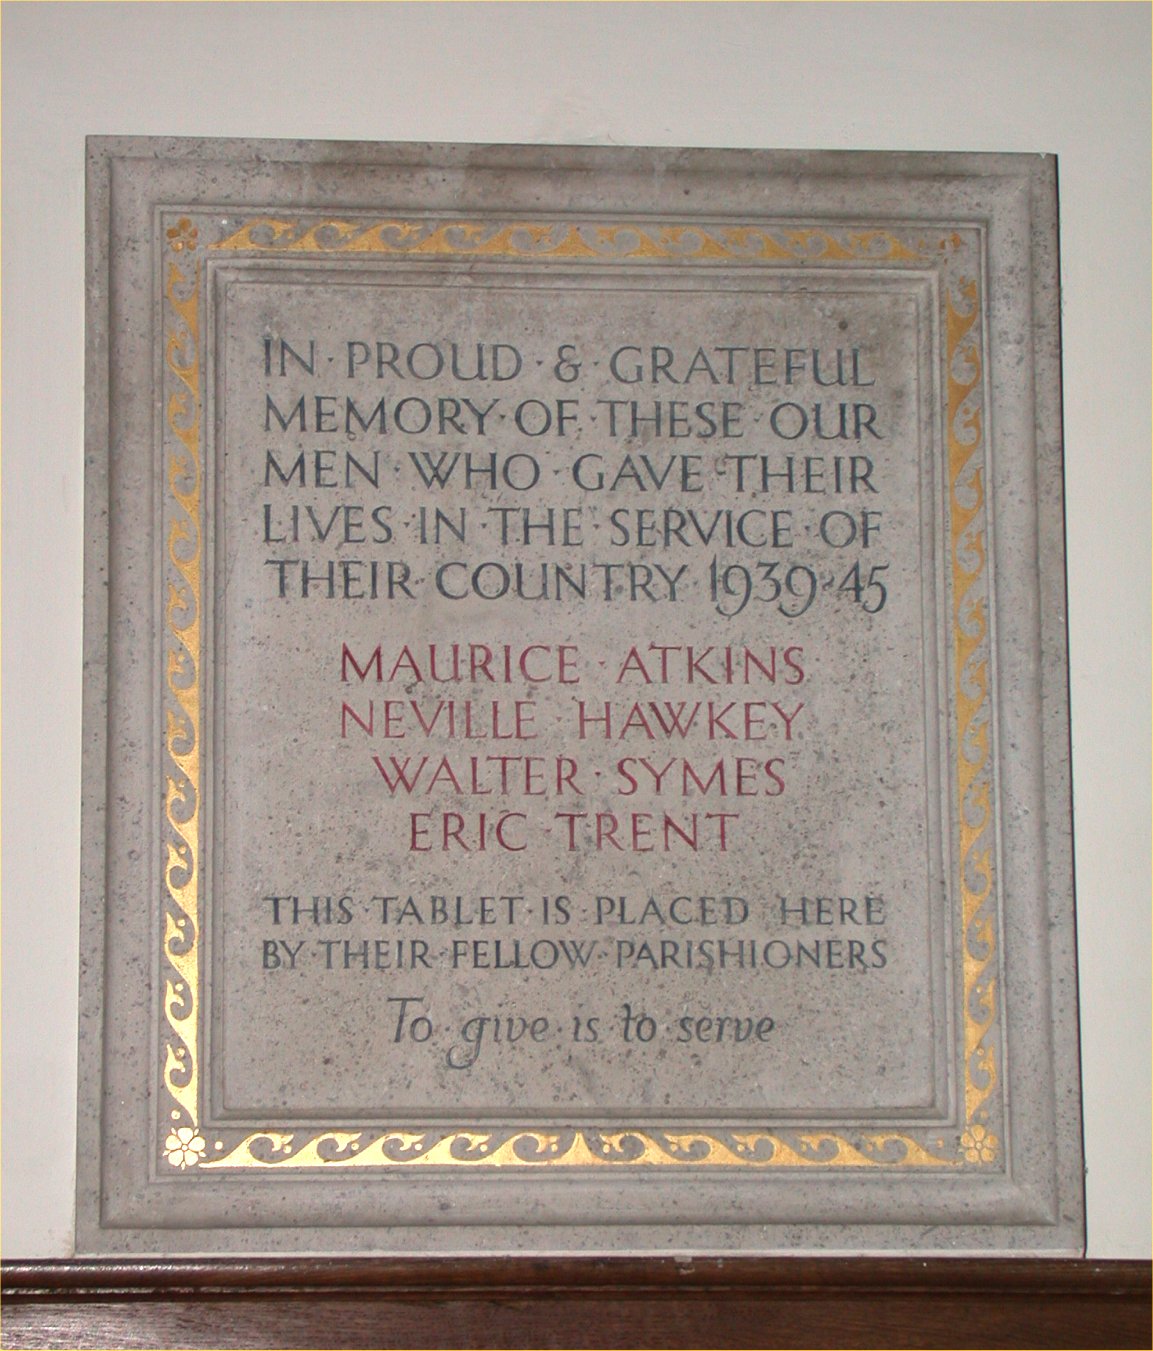 IN · PROUD · & · GRATEFUL
MEMORY · OF · THESE · OUR
MEN · WHO · GAVE · THEIR
LIVES · IN · THE · SERVICE · OF
THEIR · COUNTRY · 1939-45
MAURICE · ATKINS
NEVILLE · HAWKEY
WALTER · SYMES
ERIC · TRENT
THIS · TABLET · IS · PLACED · HERE
BY · THEIR · FELLOW · PARISHIONERS
To · give · is · to · serve